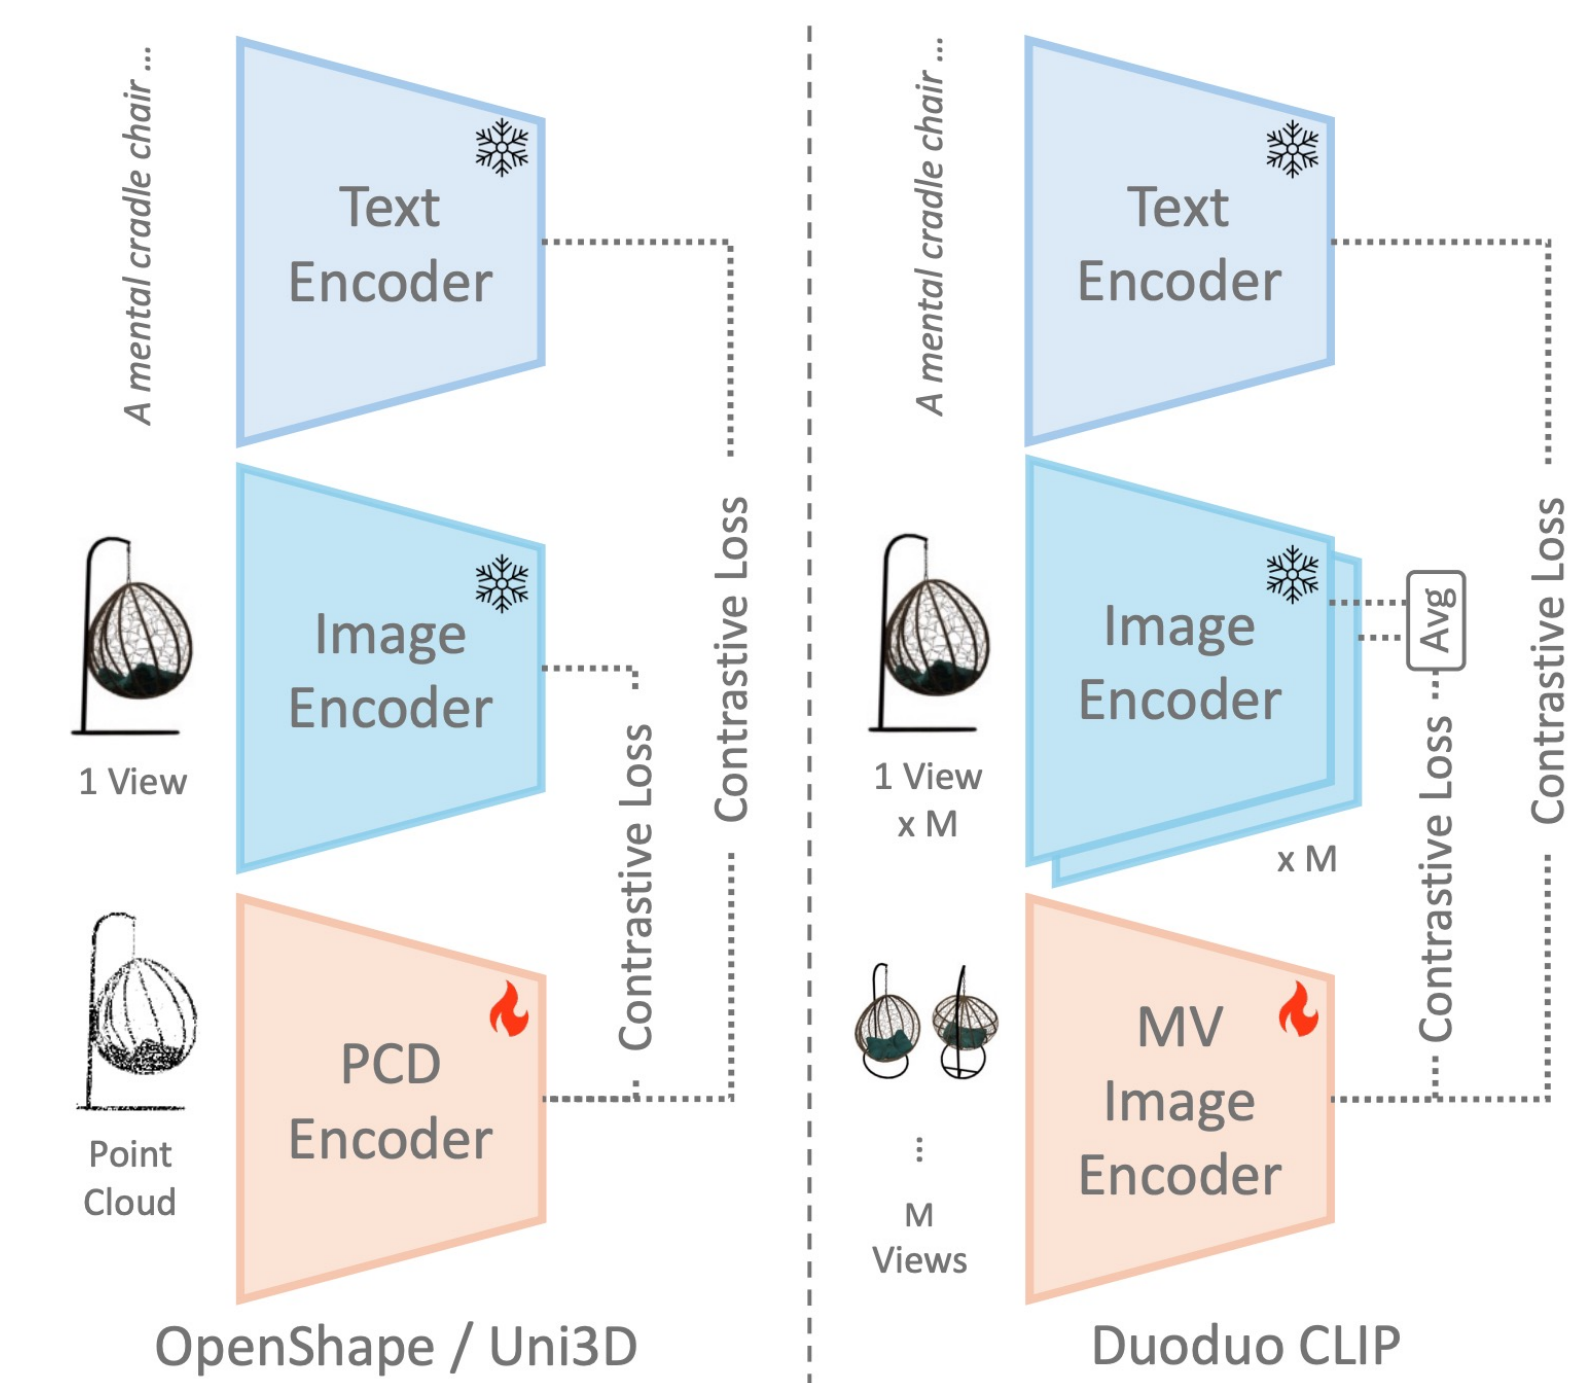 A mental cradle chair ...
Text
Encoder
Image
Encoder
1 View
Contrastive Loss
Contrastive Loss
PCD
Encoder
Point
Cloud
OpenShape / Uni3D
A mental cradle chair ...
Text
Encoder
Image
Encoder
1 View
x M
x M
Avg
Contrastive Loss
Contrastive Loss
MV
Image
Encoder
...
M
Views
Duoduo CLIP